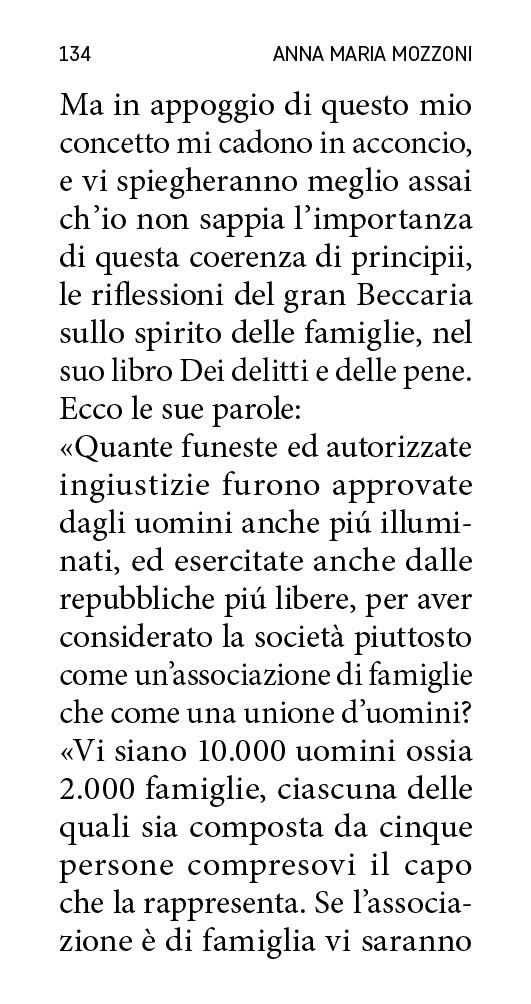 134 ANNA MARIA MOZZONI
Ma in appoggio di questo mio
concetto mi cadono in acconcio,
e vi spiegheranno meglio assai
ch’io non sappia l’importanza
di questa coerenza di principii,
le riflessioni del gran Beccaria
sullo spirito delle famiglie, nel
suo libro Dei delitti e delle pene.
Ecco le sue parole:
«Quante funeste ed autorizzate
ingiustizie furono approvate
dagli uomini anche piú illumi-
nati, ed esercitate anche dalle
repubbliche piú libere, per aver
considerato la società piuttosto
come un’associazione di famiglie
che come una unione d’uomini?
«Vi siano 10.000 uomini ossia
2.000 famiglie, ciascuna delle
quali sia composta da cinque
persone compresovi il capo
che la rappresenta. Se l’associa-
zione è di famiglia vi saranno